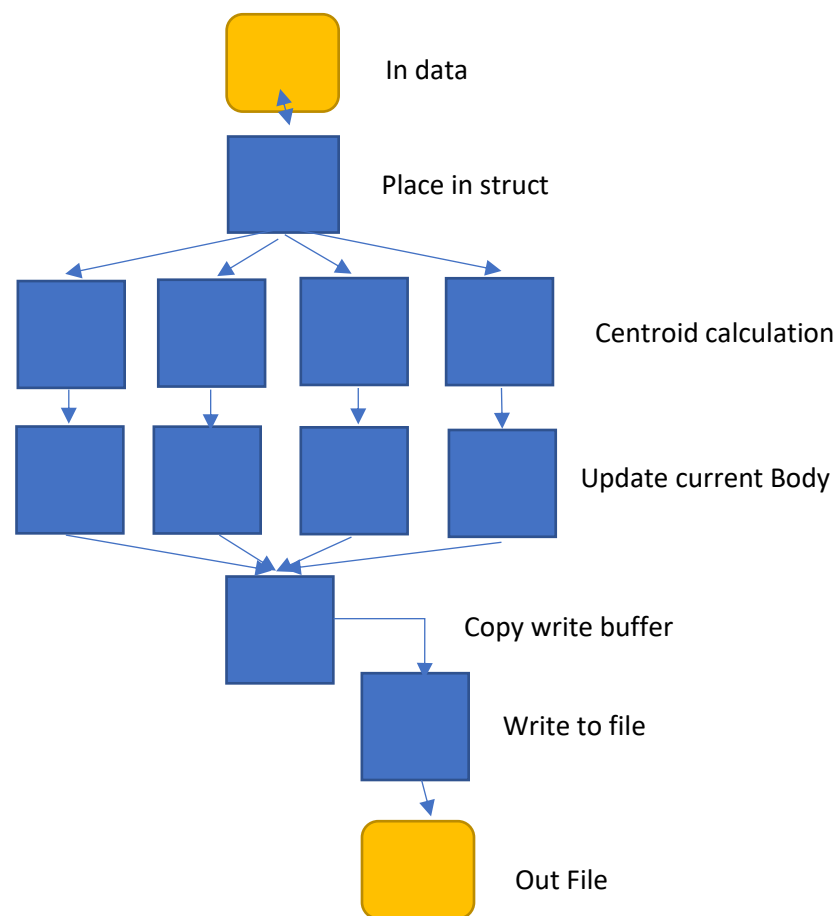 In data
Place in struct
Centroid calculation
Update current Body
Copy write buffer
Write to file
Out File